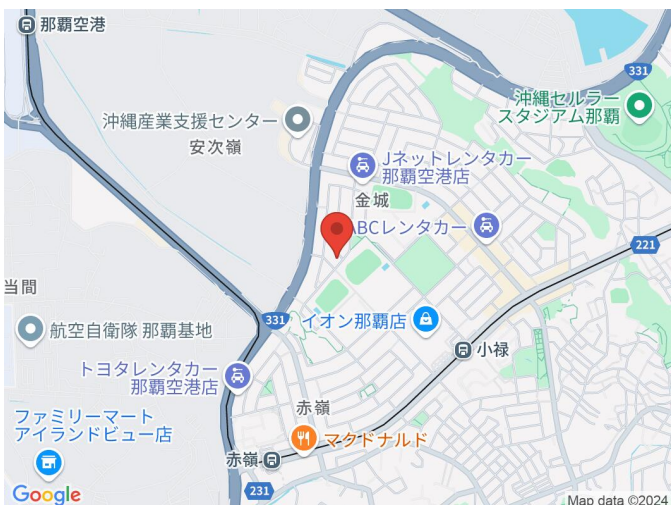 那覇空港
331
沖縄セルラー
スタジアム那覇
沖縄産業支援センター
安次嶺
Jネットレンタカー
那覇空港店
金城
ABCレンタカー
221
当間
航空自衛隊 那覇基地
331
イオン那覇店
小禄
トヨタレンタカー
那覇空港店
赤嶺
ファミリーマート
アイランドビュー店
マクドナルド
赤嶺
231
Google
Map data ©2024